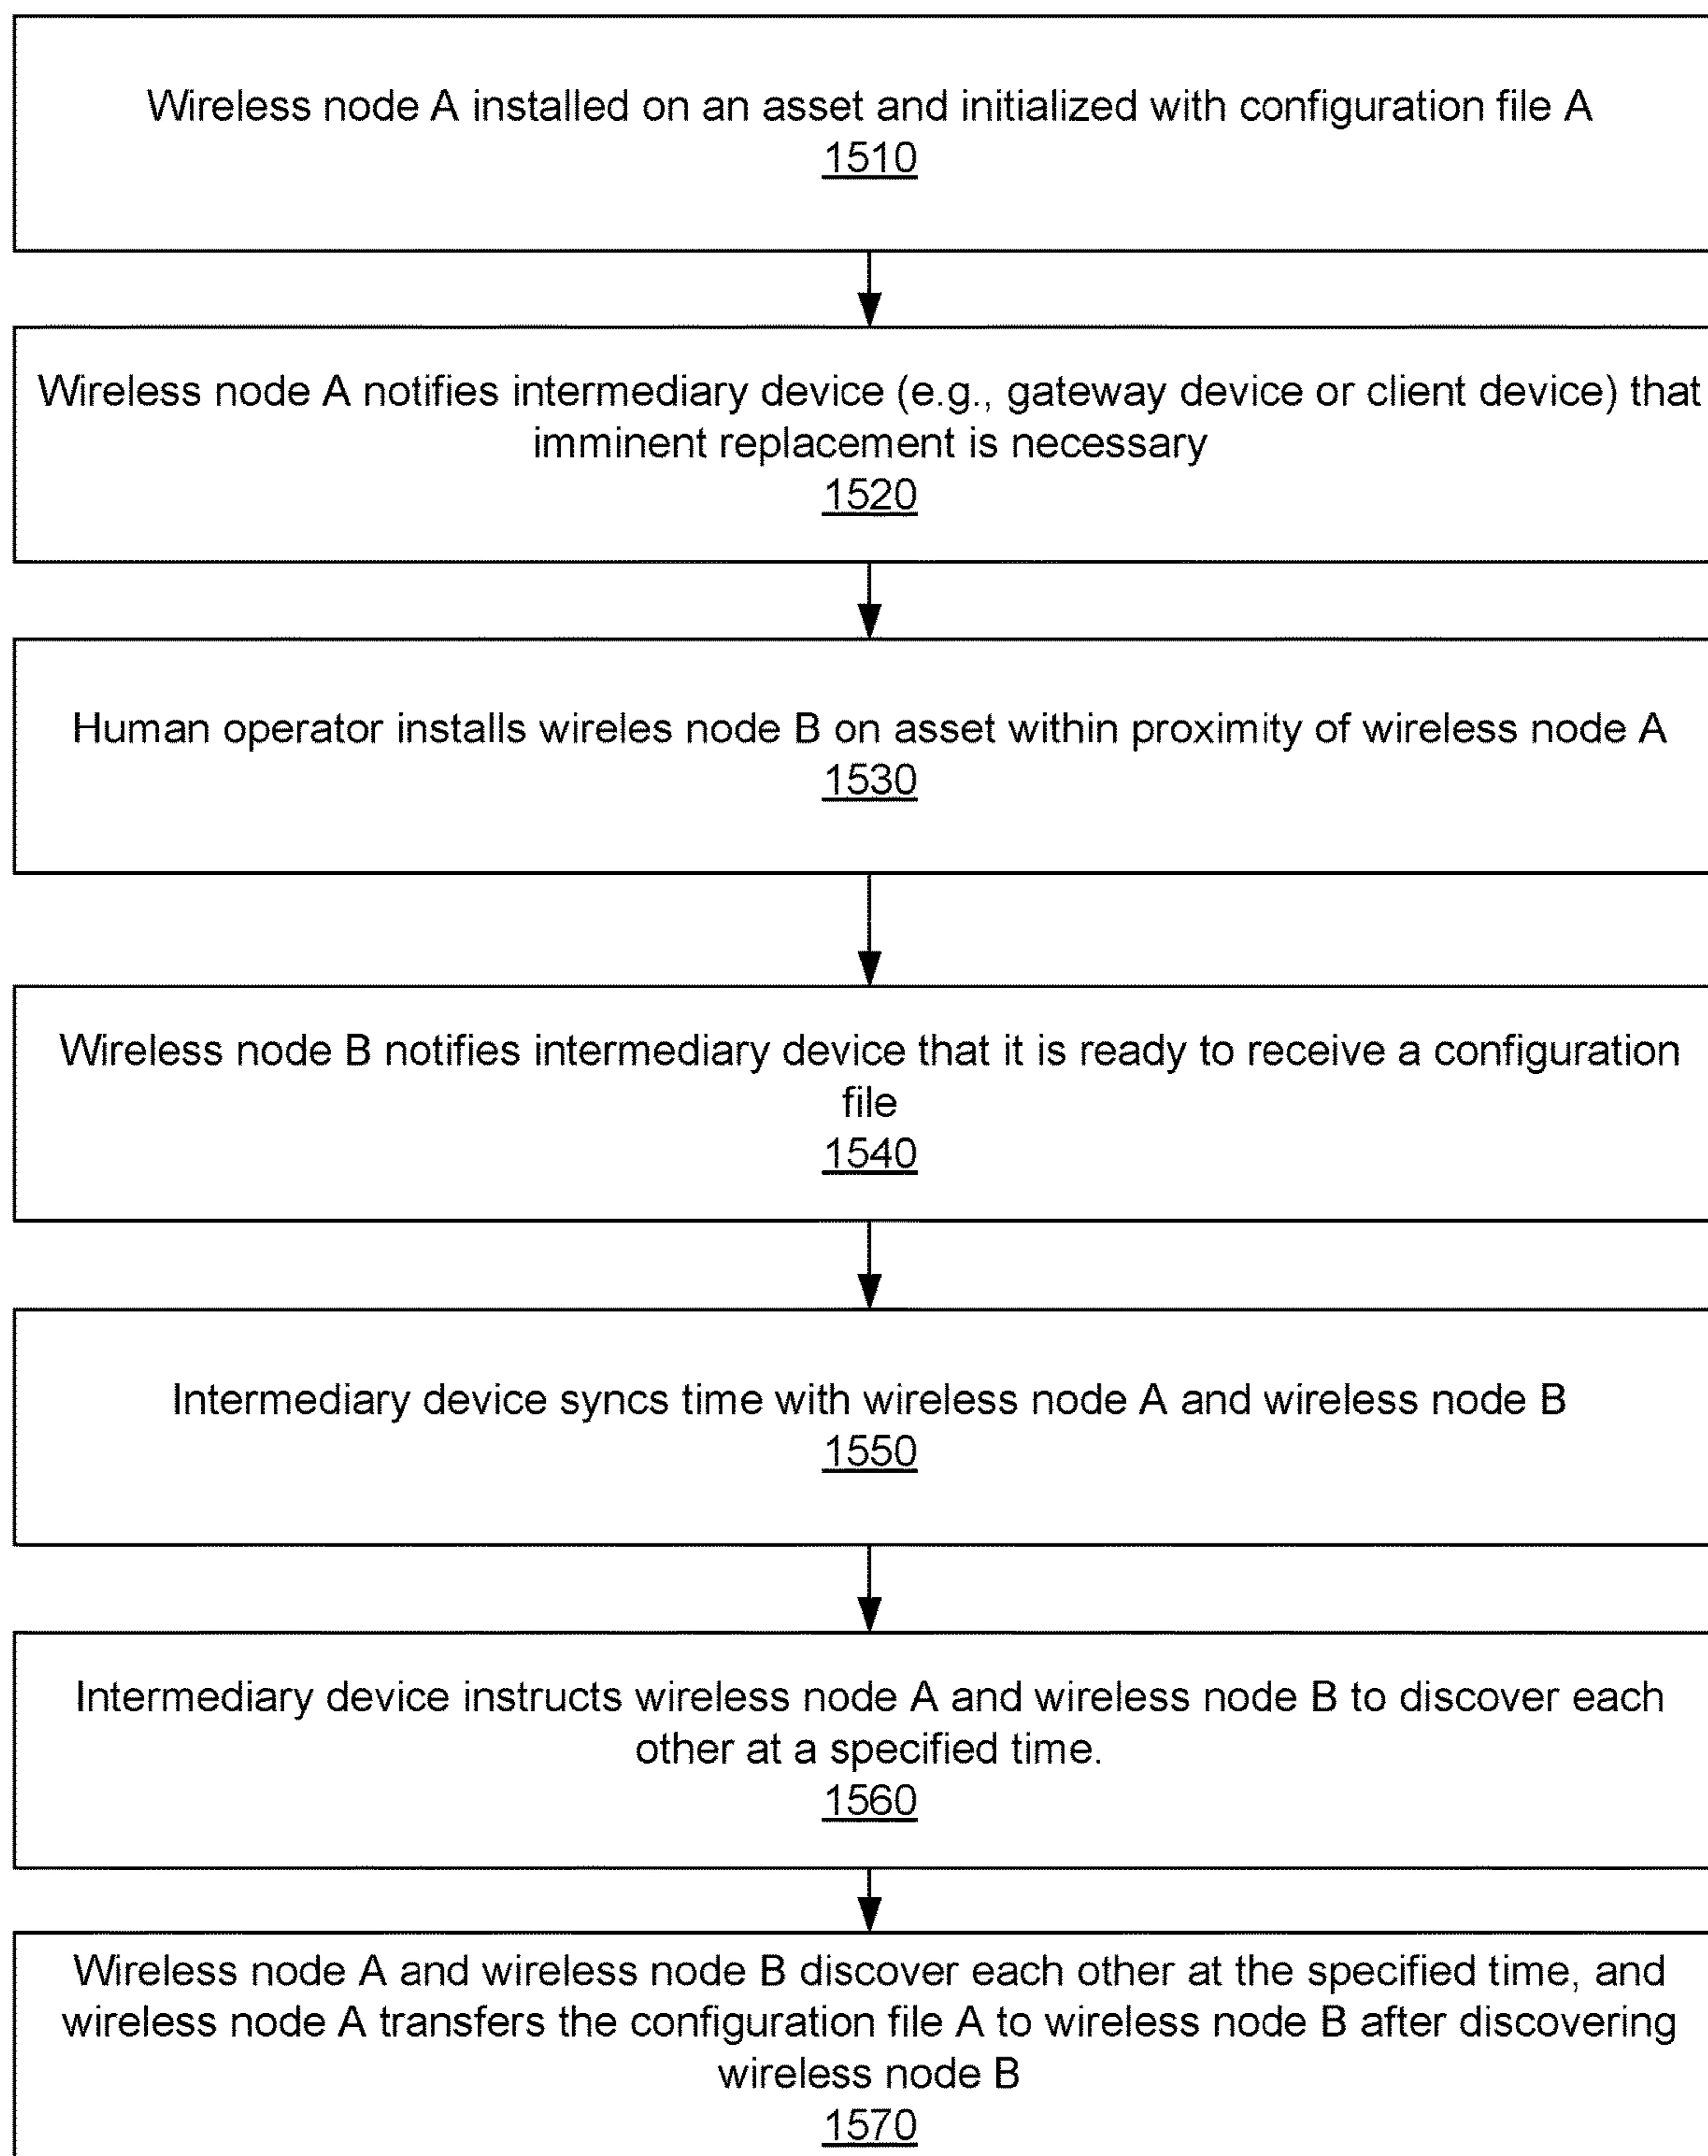 Wireless node A installed on an asset and initialized with configuration file A
1510
Wireless node A notifies intermediary device (e.g., gateway device or client device) that
imminent replacement is necessary
1520
Human operator installs wireles node B on asset within proximity of wireless node A
1530
Wireless node B notifies intermediary device that it is ready to receive a configuration
file
1540
Intermediary device syncs time with wireless node A and wireless node B
1550
Intermediary device instructs wireless node A and wireless node B to discover each
other at a specified time.
1560
Wireless node A and wireless node B discover each other at the specified time, and
wireless node A transfers the configuration file A to wireless node B after discovering
wireless node B
1570